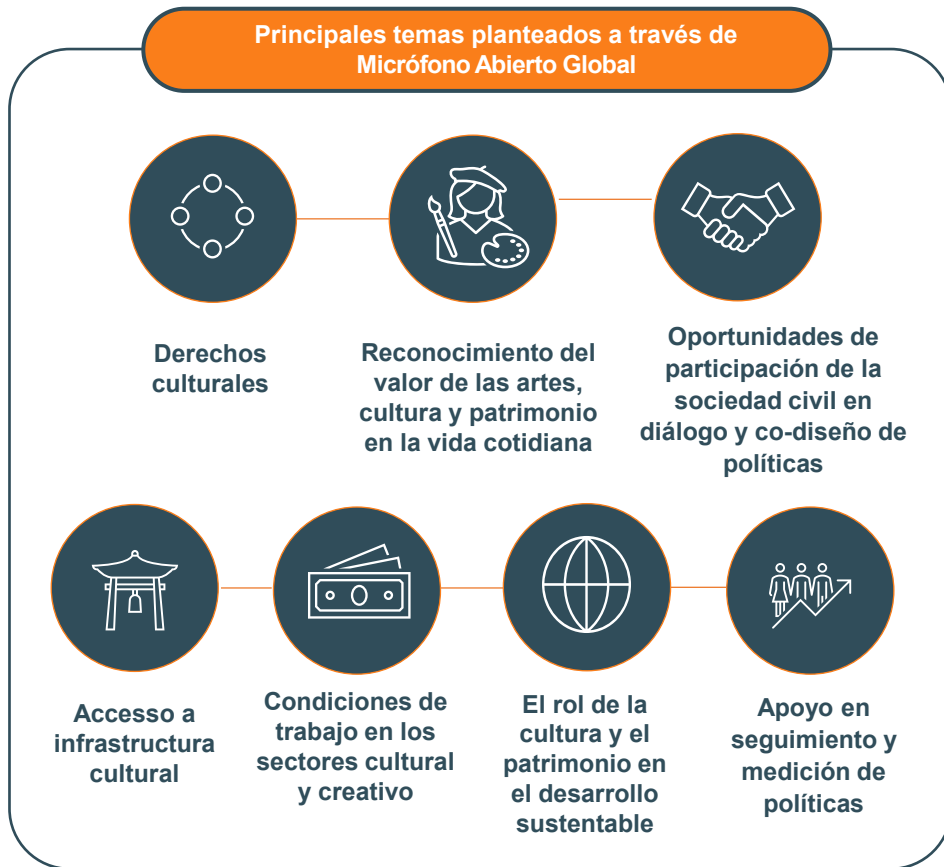 Principales temas planteados a través de
Micrófono Abierto Global
Derechos
culturales
Reconocimiento del
valor de las artes,
cultura y patrimonio
en la vida cotidiana
Oportunidades de
participación de la
sociedad civil en
diálogo y co-diseño de
políticas
Accesso a
infrastructura
cultural
Condiciones de
trabajo en los
sectores cultural
y creativo
El rol de la
cultura y el
patrimonio en
el desarrollo
sustentable
Apoyo en
seguimiento y
medición de
políticas